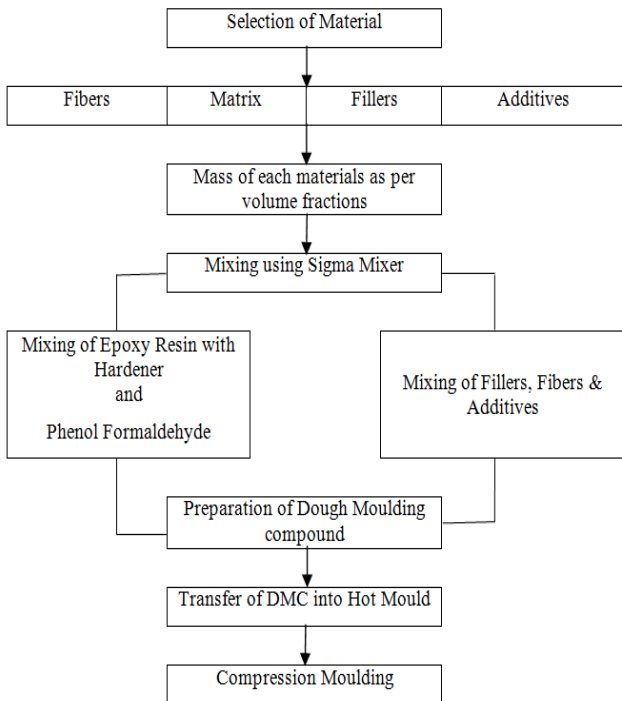 Selection of Material
Fibers
Matrix
Fillers
Additives
Mass of each materials as per
volume fractions
Mixing using Sigma Mixer
Mixing of Epoxy Resin with
Hardener
and
Phenol Formaldehyde
Mixing of Fillers, Fibers &
Additives
Preparation of Dough Moulding
compound
Transfer of DMC into Hot Mould
Compression Moulding